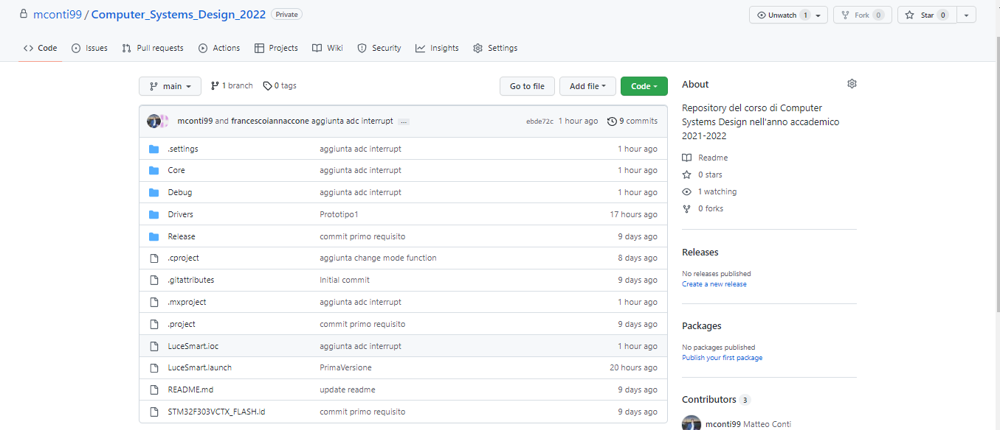 mconti99 / Computer_Systems_Design_2022 Private
Unwatch 1 Fork 0 Star 0
Code Issues Pull requests Actions Projects Wiki Security Insights Settings
main 1 branch 0 tags Go to file Add file Code
mconti99 and francescoiannaccone aggiunta adc interrupt ... ebde72c 1 hour ago 9 commits
.settings aggiunta adc interrupt 1 hour ago
Core aggiunta adc interrupt 1 hour ago
Debug aggiunta adc interrupt 1 hour ago
Drivers Prototipo1 17 hours ago
Release commit primo requisito 9 days ago
.cproject aggiunta change mode function 8 days ago
.gitattributes Initial commit 9 days ago
.mxproject aggiunta adc interrupt 1 hour ago
.project commit primo requisito 9 days ago
LuceSmart.ioc aggiunta adc interrupt 1 hour ago
LuceSmart.launch PrimaVersione 20 hours ago
README.md update readme 9 days ago
STM32F303VCTX_FLASH.ld commit primo requisito 9 days ago
About
Repository del corso di Computer
Systems Design nell'anno accademico
2021-2022
Readme
0 stars
1 watching
0 forks
Releases
No releases published
Create a new release
Packages
No packages published
Publish your first package
Contributors 3
mconti99 Matteo Conti